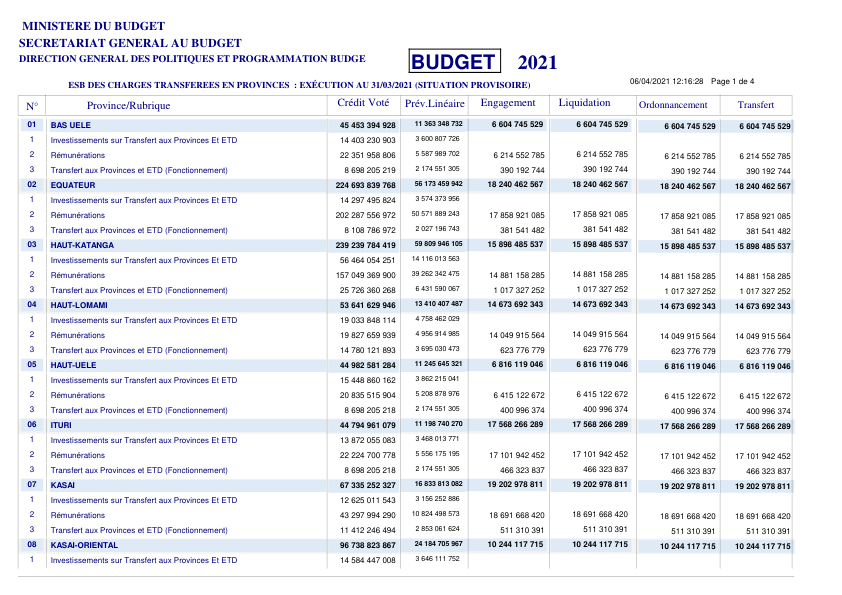 MINISTERE DU BUDGET
SECRETARIAT GENERAL AU BUDGET
DIRECTION GENERAL DES POLITIQUES ET PROGRAMMATION BUDGE
BUDGET 2021
ESB DES CHARGES TRANSFEREES EN PROVINCES : EXÉCUTION AU 31/03/2021 (SITUATION PROVISOIRE)
06/04/2021 12:16:28 Page 1 de 4
N° Province/Rubrique Crédit Voté Prév.Linéaire Engagement Liquidation Ordonnancement Transfert
01 BAS UELE 45 453 394 928 11 363 348 732 6 604 745 529 6 604 745 529 6 604 745 529 6 604 745 529
1 Investissements sur Transfert aux Provinces Et ETD 14 403 230 903 3 600 807 726
2 Rémunérations 22 351 958 806 5 587 989 702 6 214 552 785 6 214 552 785 6 214 552 785 6 214 552 785
3 Transfert aux Provinces et ETD (Fonctionnement) 8 698 205 219 2 174 551 305 390 192 744 390 192 744 390 192 744 390 192 744
02 EQUATEUR 224 693 839 768 56 173 459 942 18 240 462 567 18 240 462 567 18 240 462 567 18 240 462 567
1 Investissements sur Transfert aux Provinces Et ETD 14 297 495 824 3 574 373 956
2 Rémunérations 202 287 556 972 50 571 889 243 17 858 921 085 17 858 921 085 17 858 921 085 17 858 921 085
3 Transfert aux Provinces et ETD (Fonctionnement) 8 108 786 972 2 027 196 743 381 541 482 381 541 482 381 541 482 381 541 482
03 HAUT-KATANGA 239 239 784 419 59 809 946 105 15 898 485 537 15 898 485 537 15 898 485 537 15 898 485 537
1 Investissements sur Transfert aux Provinces Et ETD 56 464 054 251 14 116 013 563
2 Rémunérations 157 049 369 900 39 262 342 475 14 881 158 285 14 881 158 285 14 881 158 285 14 881 158 285
3 Transfert aux Provinces et ETD (Fonctionnement) 25 726 360 268 6 431 590 067 1 017 327 252 1 017 327 252 1 017 327 252 1 017 327 252
04 HAUT-LOMAMI 53 641 629 946 13 410 407 487 14 673 692 343 14 673 692 343 14 673 692 343 14 673 692 343
1 Investissements sur Transfert aux Provinces Et ETD 19 033 848 114 4 758 462 029
2 Rémunérations 19 827 659 939 4 956 914 985 14 049 915 564 14 049 915 564 14 049 915 564 14 049 915 564
3 Transfert aux Provinces et ETD (Fonctionnement) 14 780 121 893 3 695 030 473 623 776 779 623 776 779 623 776 779 623 776 779
05 HAUT-UELE 44 982 581 284 11 245 645 321 6 816 119 046 6 816 119 046 6 816 119 046 6 816 119 046
1 Investissements sur Transfert aux Provinces Et ETD 15 448 860 162 3 862 215 041
2 Rémunérations 20 835 515 904 5 208 878 976 6 415 122 672 6 415 122 672 6 415 122 672 6 415 122 672
3 Transfert aux Provinces et ETD (Fonctionnement) 8 698 205 218 2 174 551 305 400 996 374 400 996 374 400 996 374 400 996 374
06 ITURI 44 794 961 079 11 198 740 270 17 568 266 289 17 568 266 289 17 568 266 289 17 568 266 289
1 Investissements sur Transfert aux Provinces Et ETD 13 872 055 083 3 468 013 771
2 Rémunérations 22 224 700 778 5 556 175 195 17 101 942 452 17 101 942 452 17 101 942 452 17 101 942 452
3 Transfert aux Provinces et ETD (Fonctionnement) 8 698 205 218 2 174 551 305 466 323 837 466 323 837 466 323 837 466 323 837
07 KASAI 67 335 252 327 16 833 813 082 19 202 978 811 19 202 978 811 19 202 978 811 19 202 978 811
1 Investissements sur Transfert aux Provinces Et ETD 12 625 011 543 3 156 252 886
2 Rémunérations 43 297 994 290 10 824 498 573 18 691 668 420 18 691 668 420 18 691 668 420 18 691 668 420
3 Transfert aux Provinces et ETD (Fonctionnement) 11 412 246 494 2 853 061 624 511 310 391 511 310 391 511 310 391 511 310 391
08 KASAI-ORIENTAL 96 738 823 867 24 184 705 967 10 244 117 715 10 244 117 715 10 244 117 715 10 244 117 715
1 Investissements sur Transfert aux Provinces Et ETD 14 584 447 008 3 646 111 752